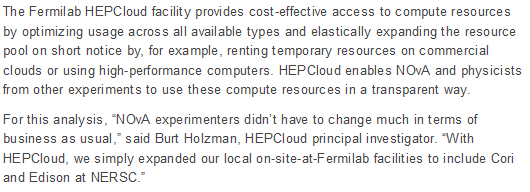 The Fermilab HEPCloud facility provides cost-effective access to compute resources
by optimizing usage across all available types and elastically expanding the resource
pool on short notice by, for example, renting temporary resources on commercial
clouds or using high-performance computers. HEPCloud enables NOvA and physicists
from other experiments to use these compute resources in a transparent way.
For this analysis, “NOvA experimenters didn’t have to change much in terms of
business as usual,” said Burt Holzman, HEPCloud principal investigator. “With
HEPCloud, we simply expanded our local on-site-at-Fermilab facilities to include Cori
and Edison at NERSC.”